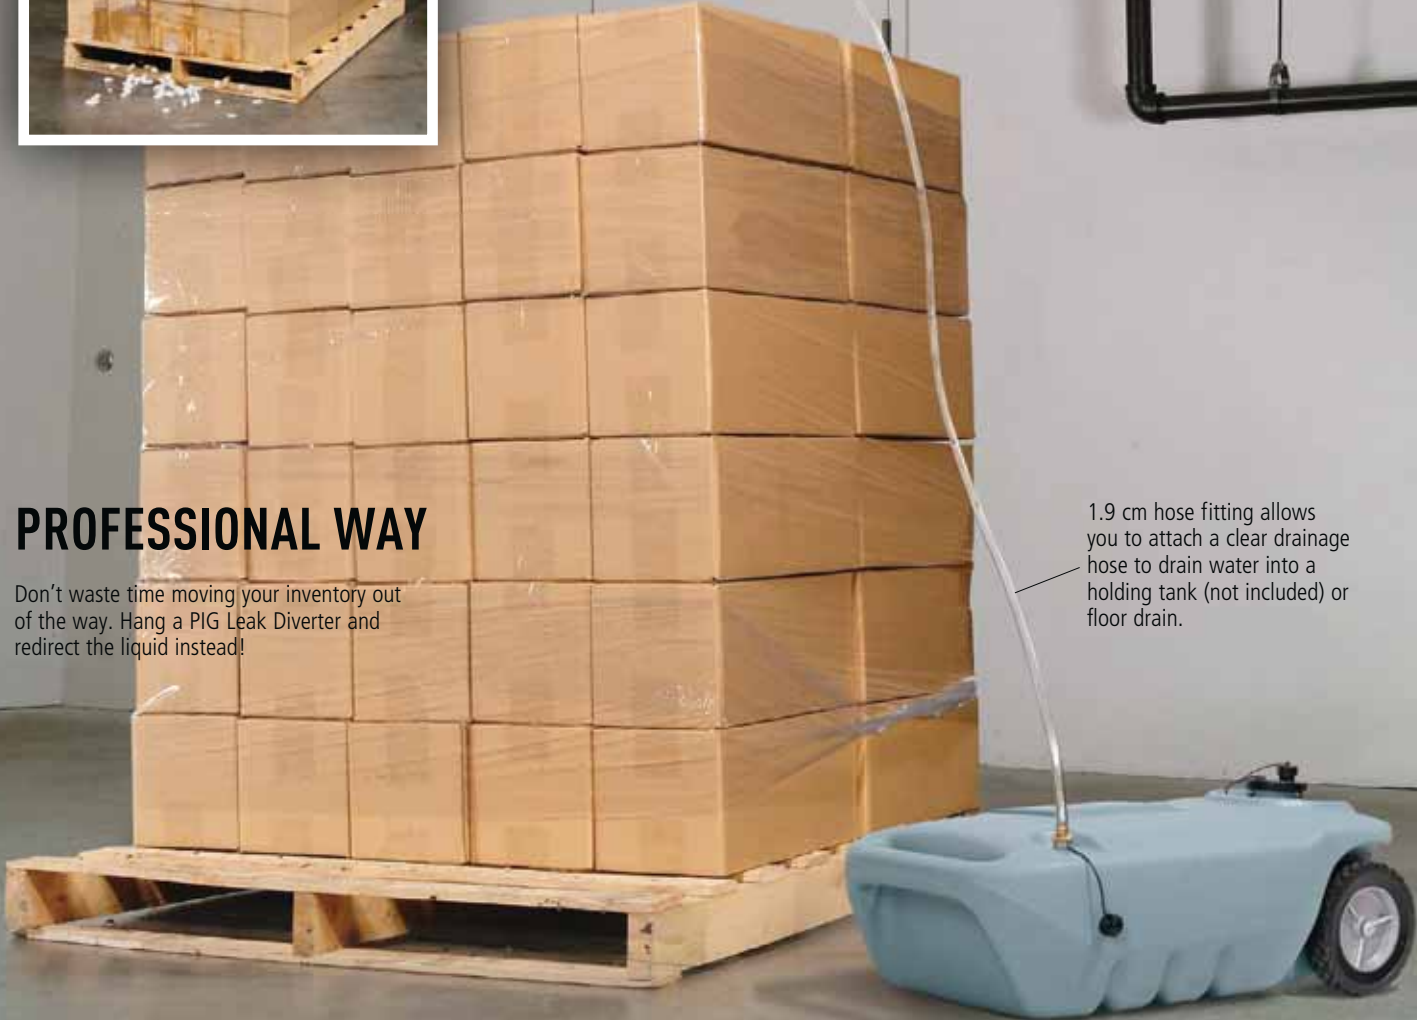 PROFESSIONAL WAY
Don't waste time moving your inventory out
of the way. Hang a PIG Leak Diverter and
redirect the liquid instead!
1.9 cm hose fitting allows
you to attach a clear drainage
hose to drain water into a
holding tank (not included) or
floor drain.